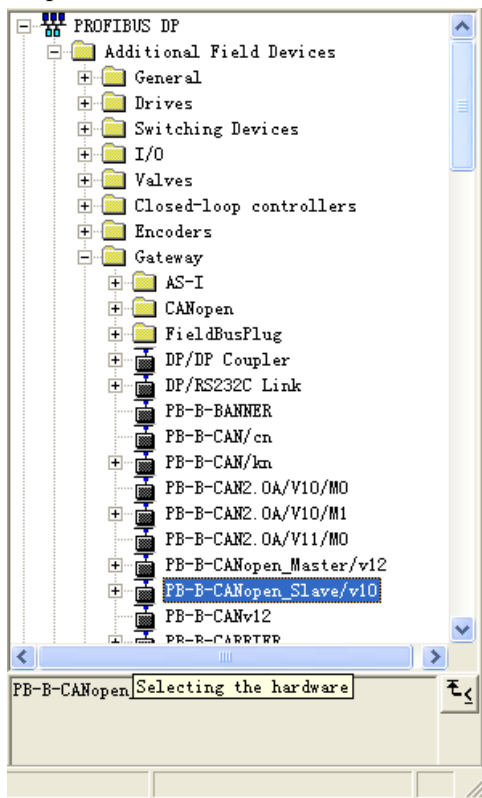 PROFIBUS DP
Additional Field Devices
General
Drives
Switching Devices
I/O
Valves
Closed-loop controllers
Encoders
Gateway
AS-I
CANopen
FieldBusPlug
DP/DP Coupler
DP/RS232C Link
PB-B-BANNER
PB-B-CAN/cn
PB-B-CAN/kn
PB-B-CAN2.0A/V10/M0
PB-B-CAN2.0A/V10/M1
PB-B-CAN2.0A/V11/M0
PB-B-CANopen_Master/v12
PB-B-CANopen_Slave/v10
PB-B-CANv12
PB-B-CARRIER
PB-B-CANopen_ Selecting the hardware